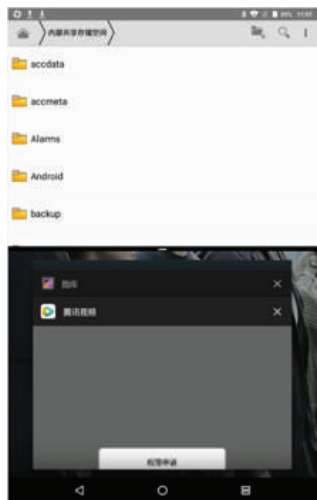 内部共享存储空间
accdata
accmeta
Alarms
Android
backup
图库
腾讯视频
权限申请